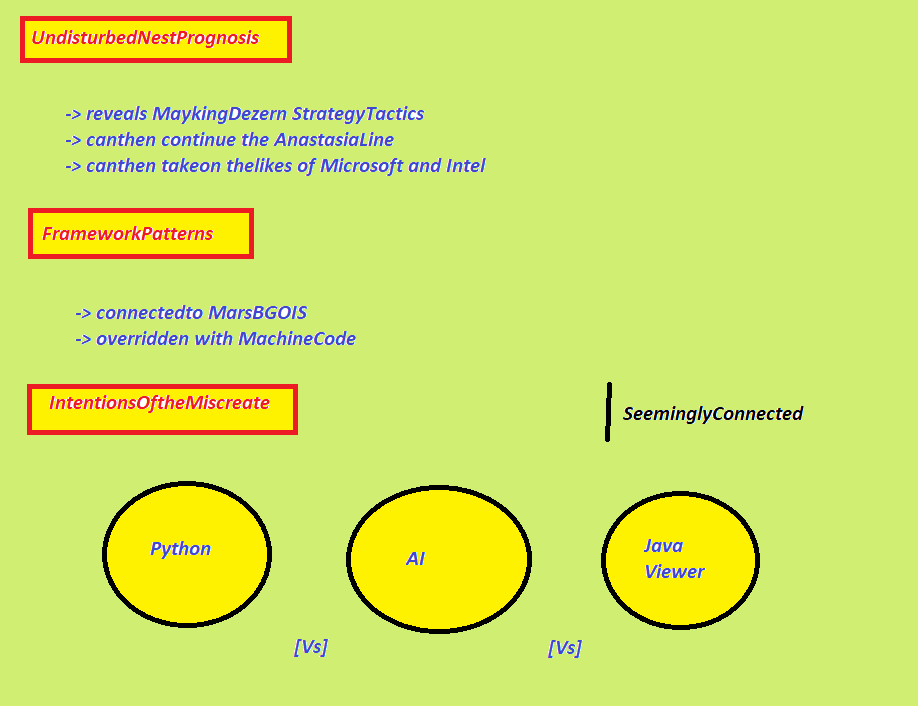 UndisturbedNestPrognosis
-> reveals MaykingDezern StrategyTactics
-> canthen continue the AnastasiaLine
-> canthen takeon thelikes of Microsoft and Intel
FrameworkPatterns
-> connectedto MarsBGOIS
-> overridden with MachineCode
IntentionsOftheMiscreate
SeeminglyConnected
Python
AI
Java
Viewer
[Vs]
[Vs]